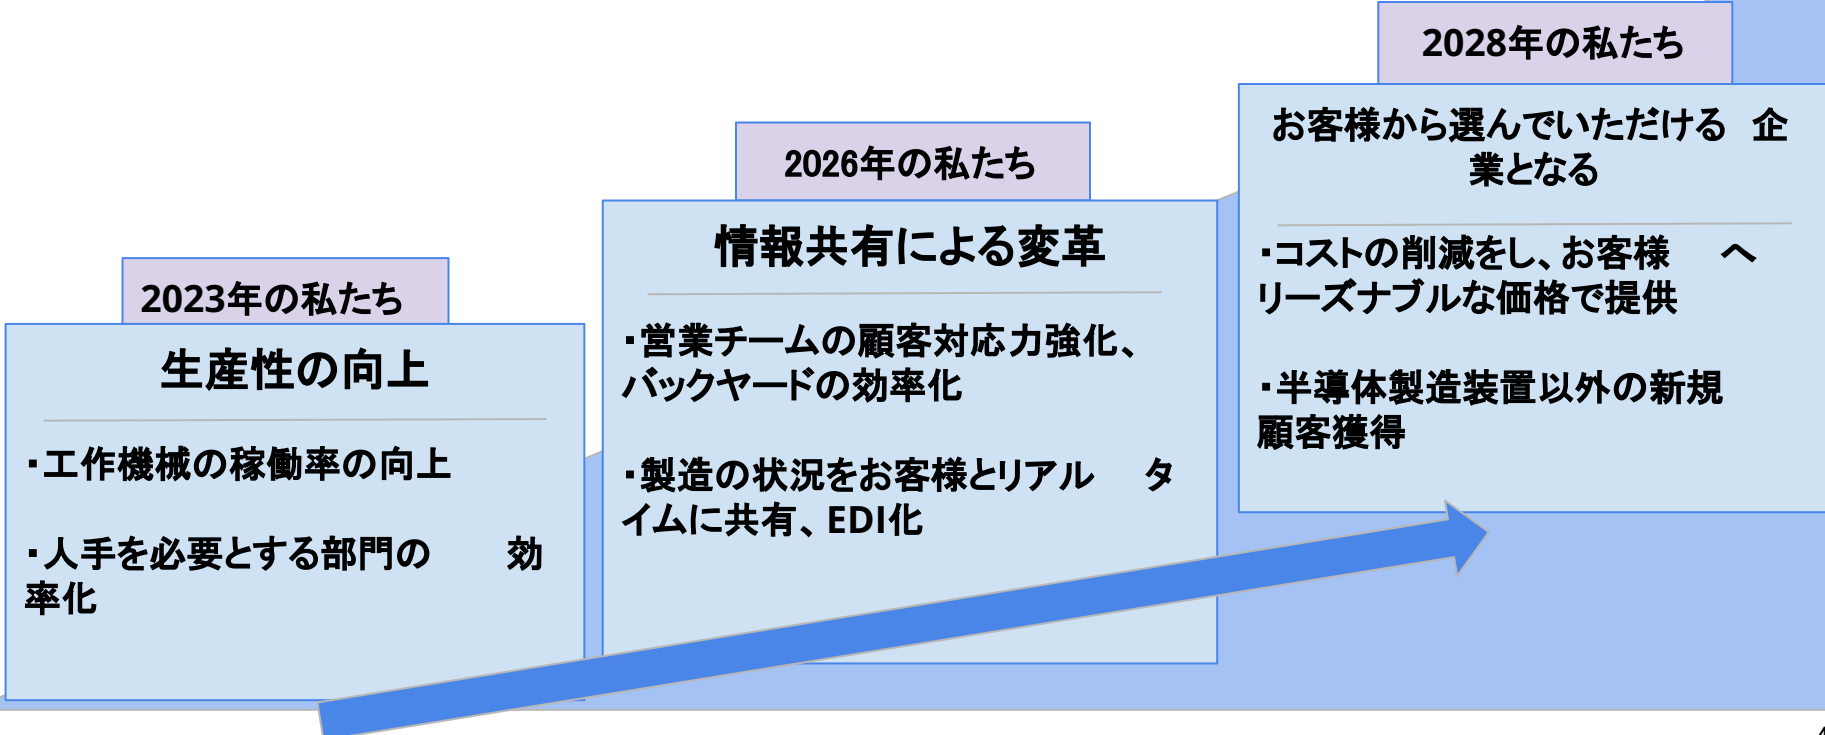 2023年の私たち
生産性の向上
・工作機械の稼働率の向上
・人手を必要とする部門の　　効
率化
2026年の私たち
情報共有による変革
・営業チームの顧客対応力強化、
バックヤードの効率化
・製造の状況をお客様とリアル　 タ
イムに共有、EDI化
2028年の私たち
お客様から選んでいただける　企
業となる
・コストの削減をし、お客様　 へ
リーズナブルな価格で提供
・半導体製造装置以外の新規
顧客獲得